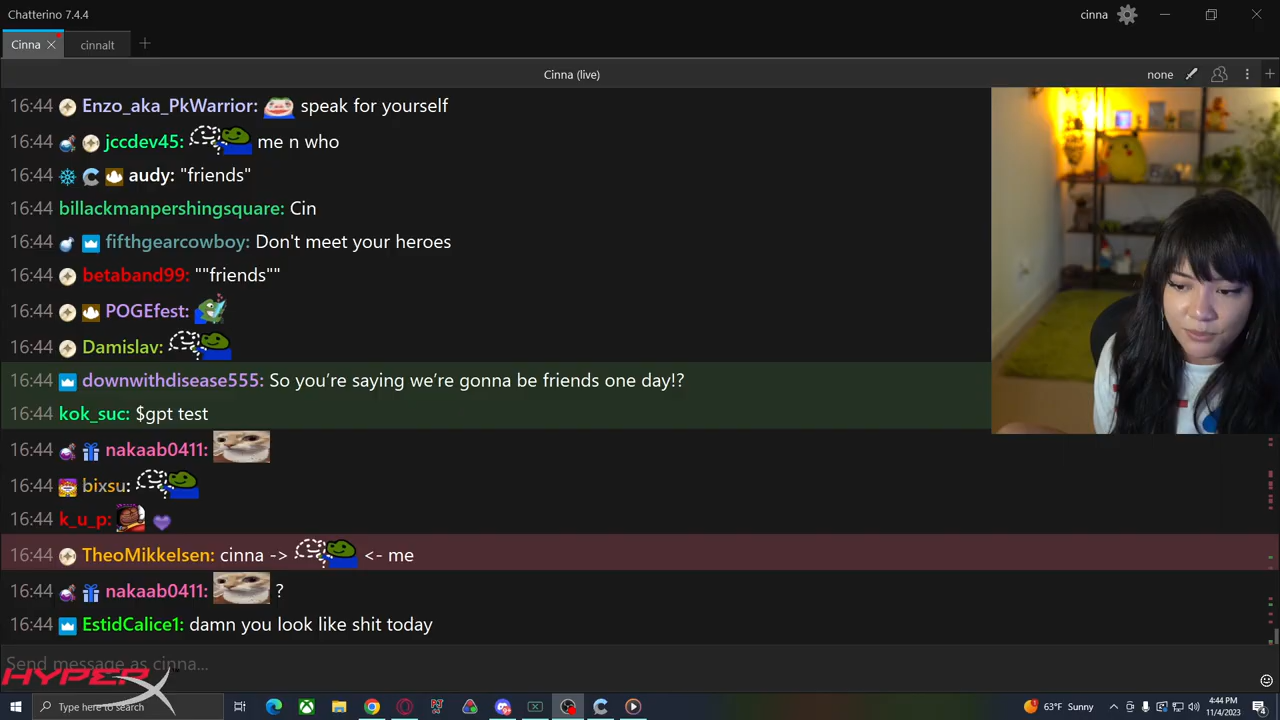 Chatterino 7.4.4
cinna
Cinna
cinnalt
Cinna (live)
none
16:44 Enzo_aka_PkWarrior: speak for yourself
16:44 jccdev45: me n who
16:44 audy: "friends"
16:44 billackmanpershingsquare: Cin
16:44 fifthgearcowboy: Don't meet your heroes
16:44 betaband99: ""friends""
16:44 POGEfest:
16:44 Damislav:
16:44 downwithdisease555: So you're saying we're gonna be friends one day!?
kok_suc: $gpt test
16:44 nakaab0411:
16:44 bixsu:
16:44 k_u_p:
16:44 TheoMikkelsen: cinna -> <- me
16:44 nakaab0411: ?
16:44 EstidCalice1: damn you look like shit today
Send message as cinna...
HYPERX
Type here to search
63°F Sunny
4:44 PM
11/4/2023